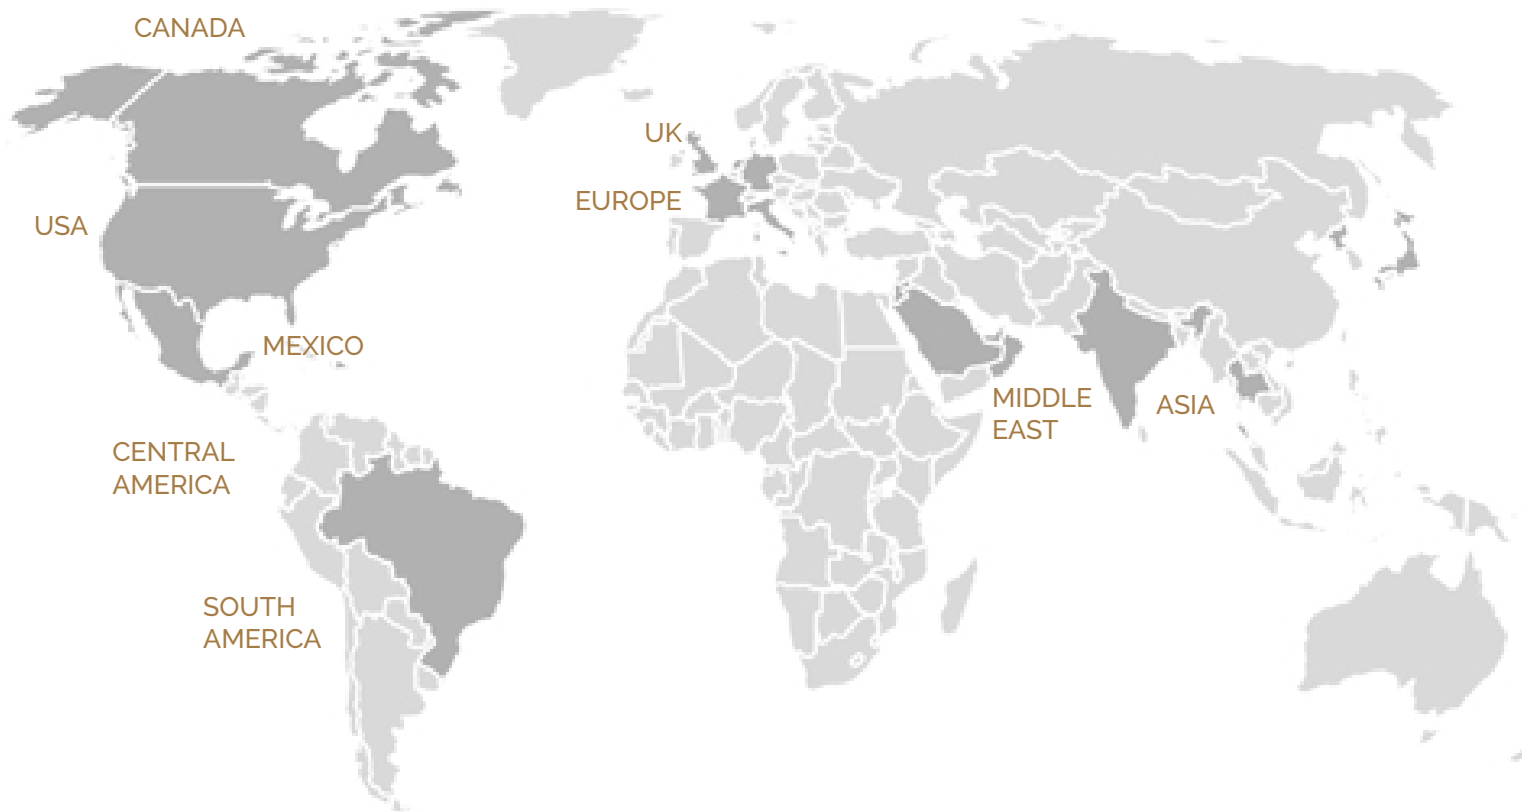 CANADA
UK
EUROPE
USA
MEXICO
MIDDLE
EAST
ASIA
CENTRAL
AMERICA
SOUTH
AMERICA